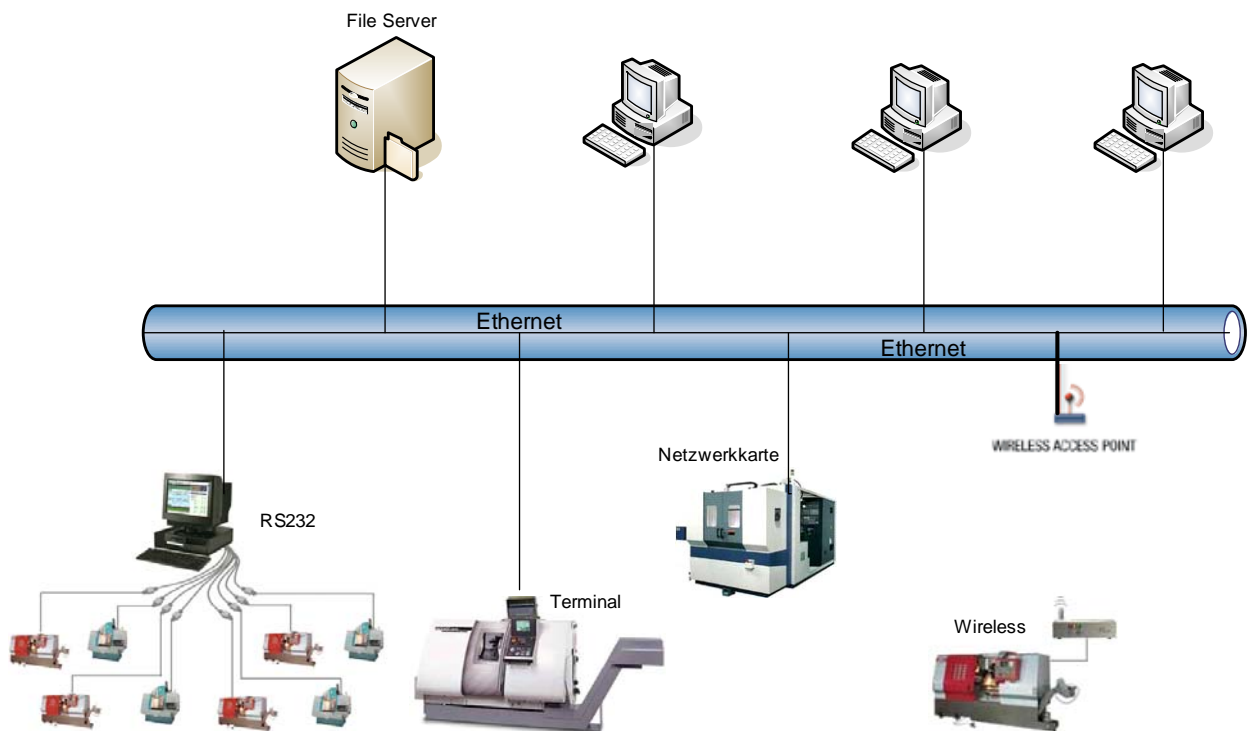 File Server
Ethernet
Ethernet
WIRELESS ACCESS POINT
Netzwerkkarte
RS232
Terminal
Wireless